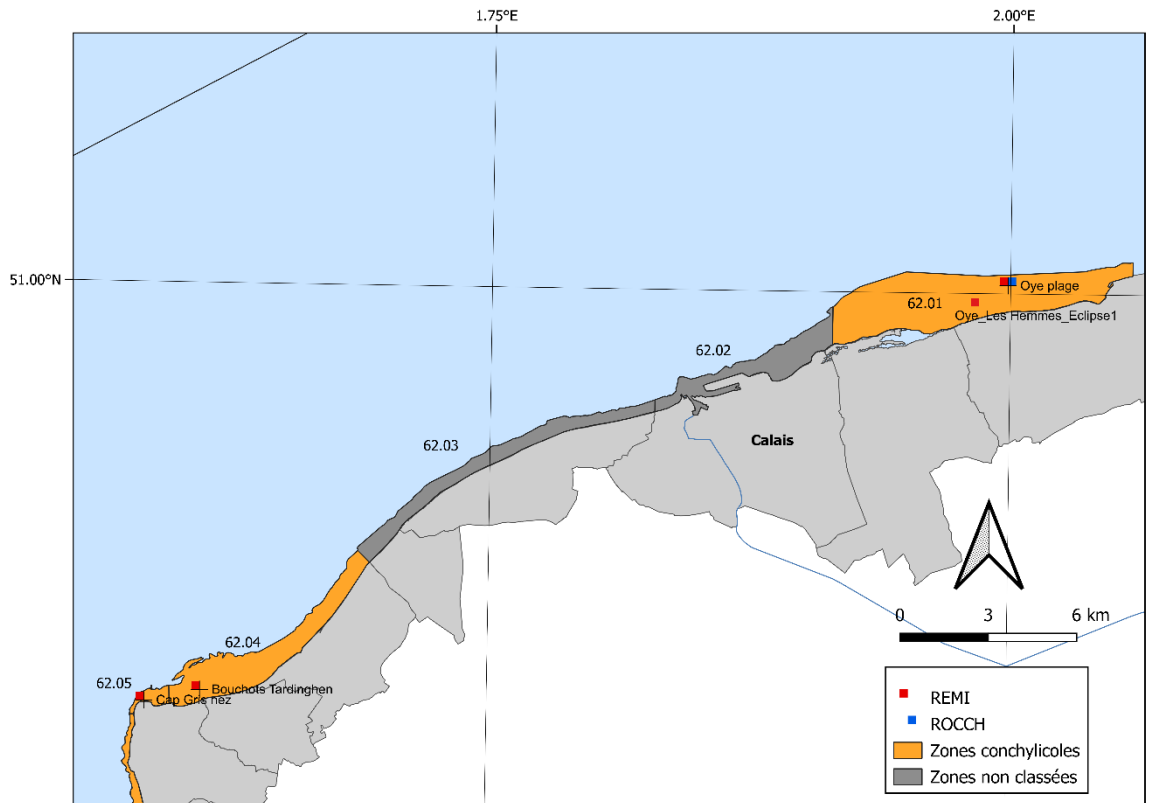 1.75°E
2.00°E
51.00°N
Oye plage
62.01
Oye_Les Hemmes_Eclipse1
62.02
Calais
62.03
62.04
62.05
Bouchots Tardinghen
Cap Gris nez
0 3 6 km
REMI
ROCCH
Zones conchylicoles
Zones non classées